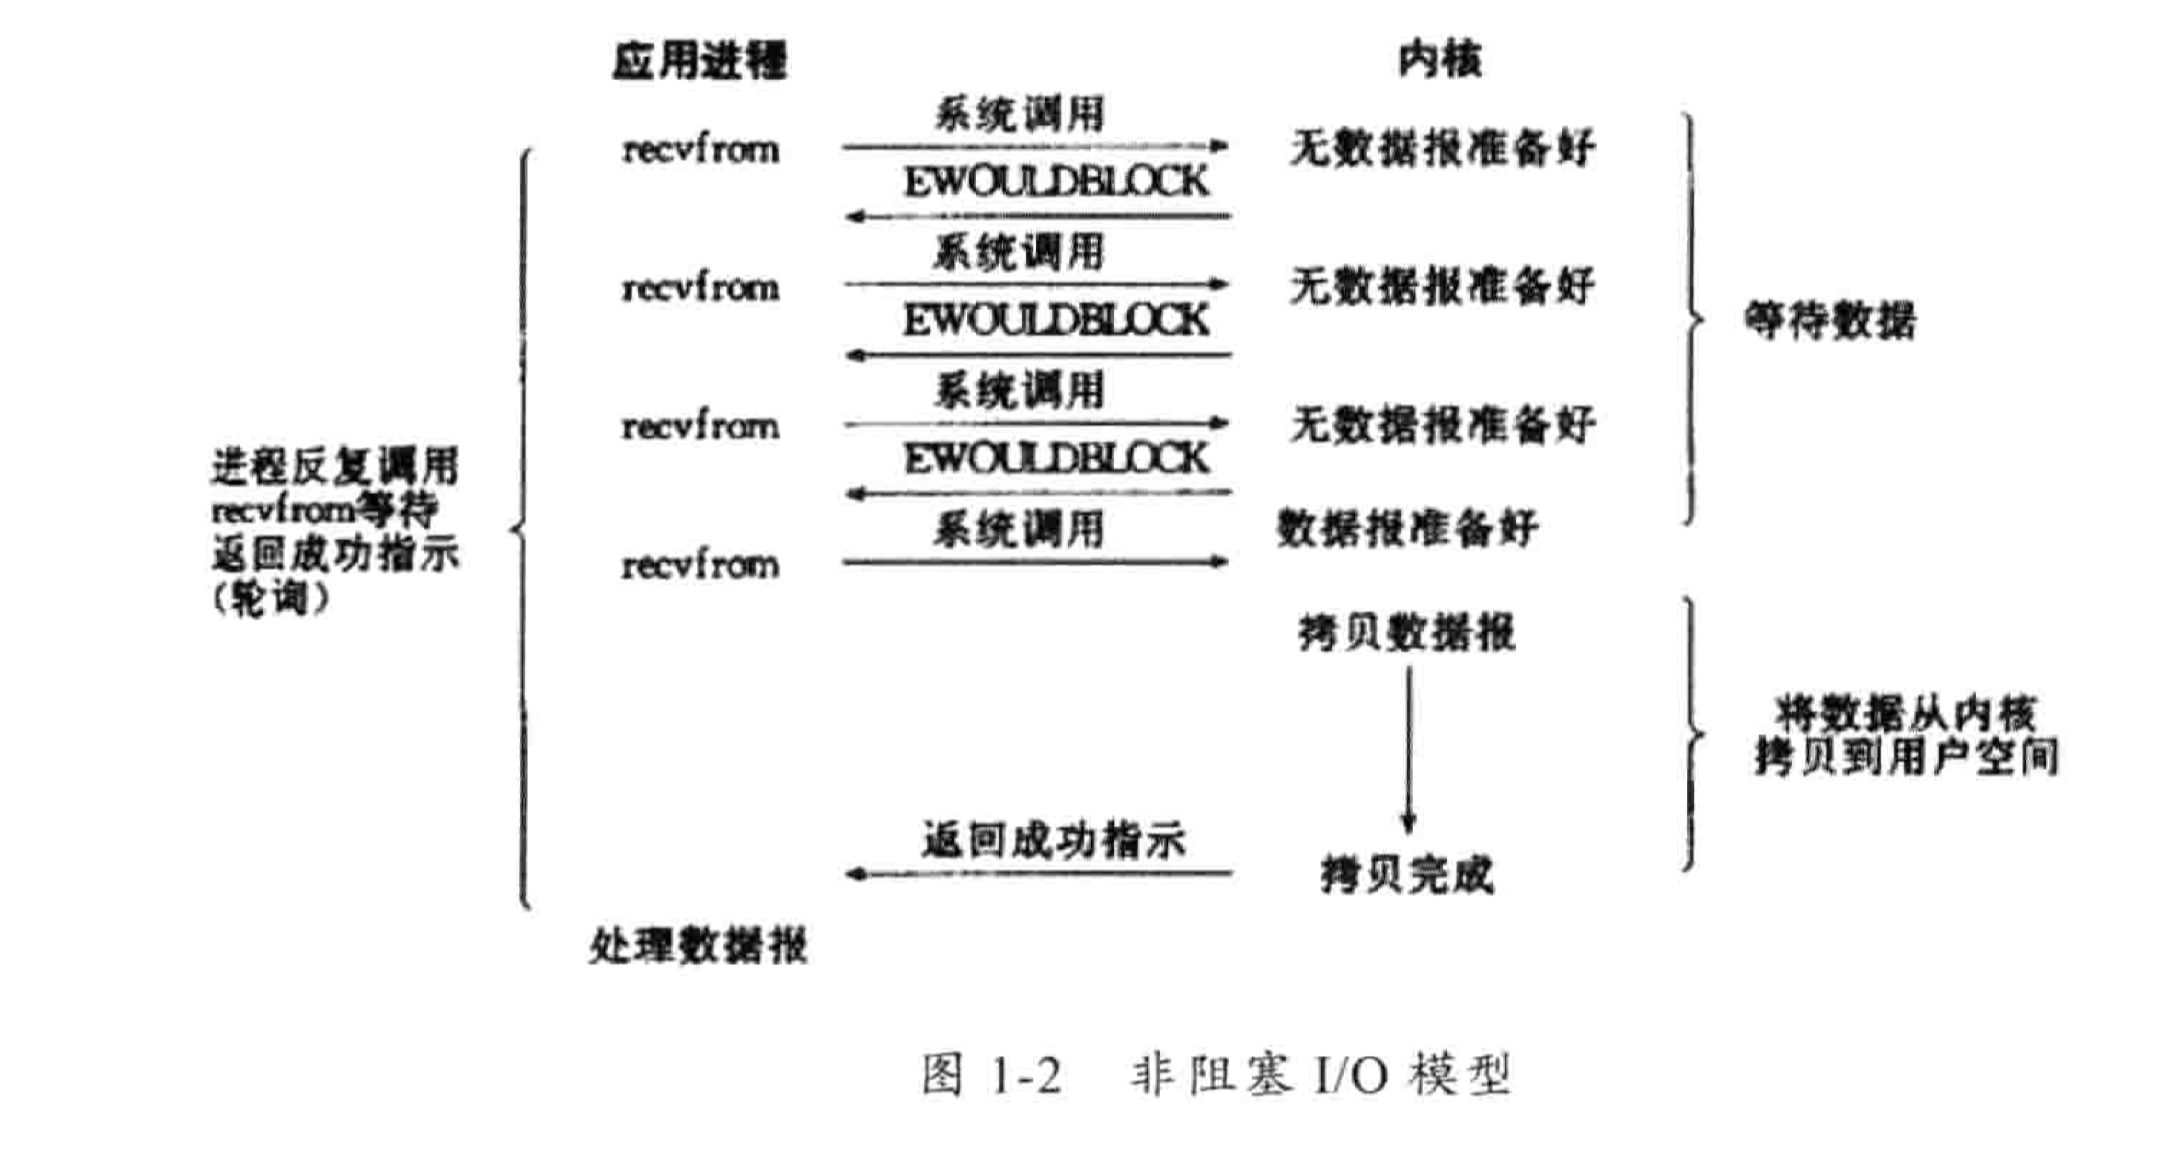 应用进程
内核
系统调用
recvfrom
无数据报准备好
EWOULDBLOCK
系统调用
recvfrom
无数据报准备好
EWOULDBLOCK
等待数据
系统调用
recvfrom
无数据报准备好
EWOULDBLOCK
进程反复调用
recvfrom等待
返回成功指示
(轮询)
系统调用
数据报准备好
recvfrom
拷贝数据报
将数据从内核
拷贝到用户空间
返回成功指示
拷贝完成
处理数据报
图 1-2 非阻塞 I/O 模型